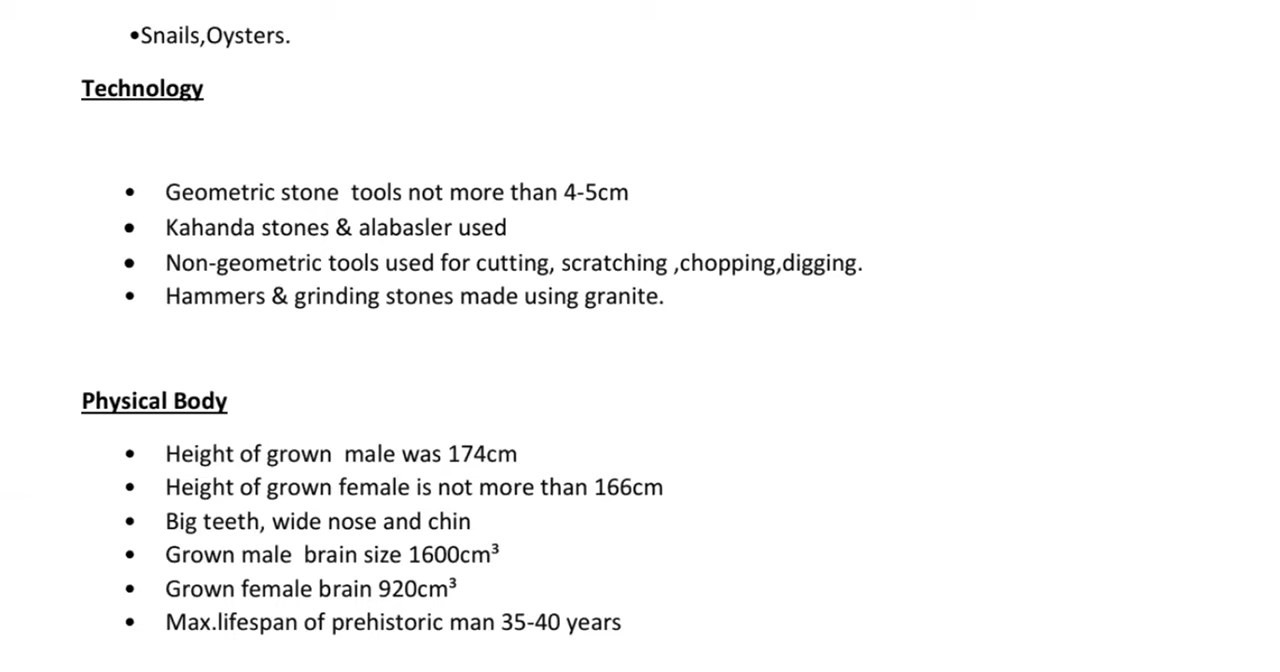 •Snails,Oysters.
Technology
• Geometric stone  tools not more than 4-5cm
• Kahanda stones & alabasler used
• Non-geometric tools used for cutting, scratching ,chopping,digging.
• Hammers & grinding stones made using granite.
Physical Body
• Height of grown  male was 174cm
• Height of grown female is not more than 166cm
• Big teeth, wide nose and chin
• Grown male  brain size 1600cm³
• Grown female brain 920cm³
• Max.lifespan of prehistoric man 35-40 years